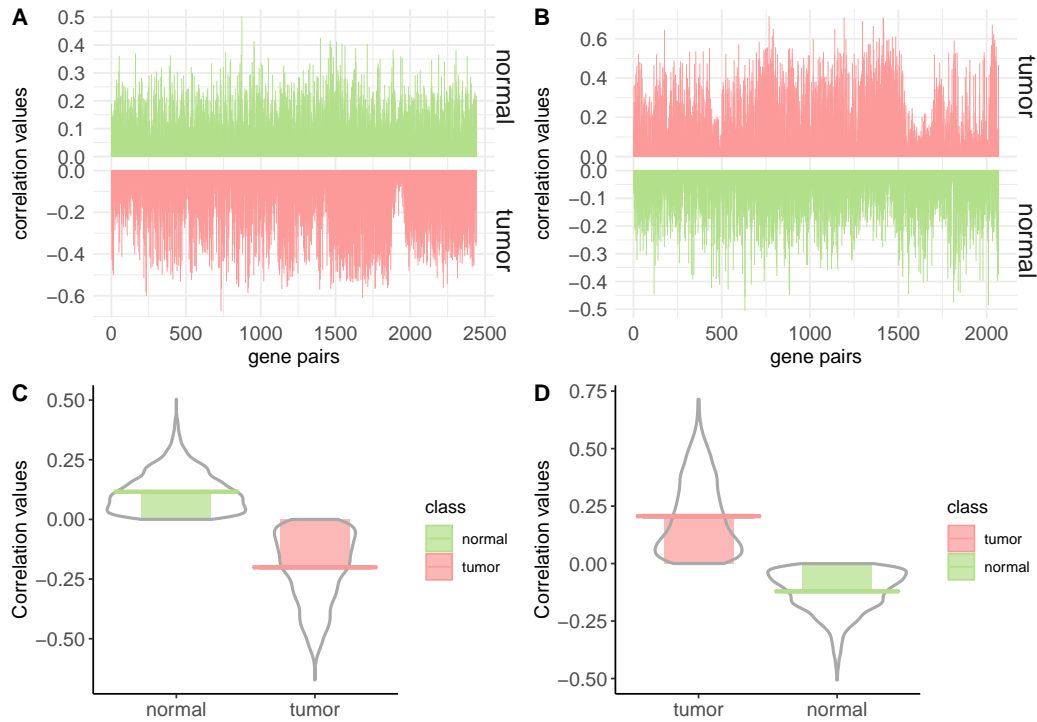 A
correlation values
0.5
0.4
0.3
0.2
0.1
0.0
normal
0.0
−0.2
−0.4
−0.6
tumor
0 500 1000 1500 2000 2500
gene pairs
B
correlation values
0.6
0.4
0.2
0.0
tumor
0.0
−0.1
−0.2
−0.3
−0.4
−0.5
normal
0 500 1000 1500 2000
gene pairs
C
Correlation values
0.50
0.25
0.00
−0.25
−0.50
normal tumor
class
normal
tumor
D
Correlation values
0.75
0.50
0.25
0.00
−0.25
−0.50
tumor normal
class
tumor
normal